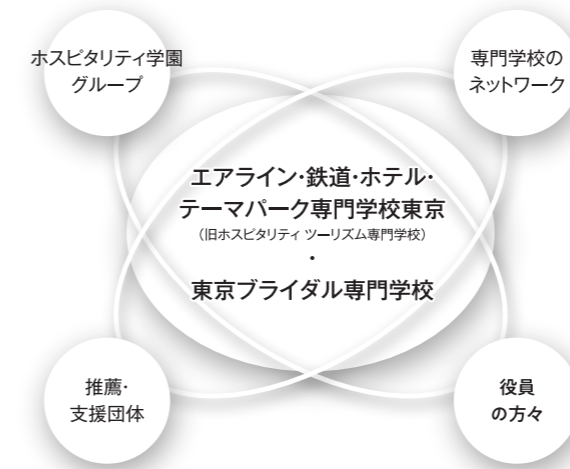 ホスピタリティ学園
グループ
専門学校の
ネットワーク
エアライン・鉄道・ホテル・
テーマパーク専門学校東京
（旧ホスピタリティ ツーリズム専門学校）
・
東京ブライダル専門学校
推薦・
支援団体
役員
の方々